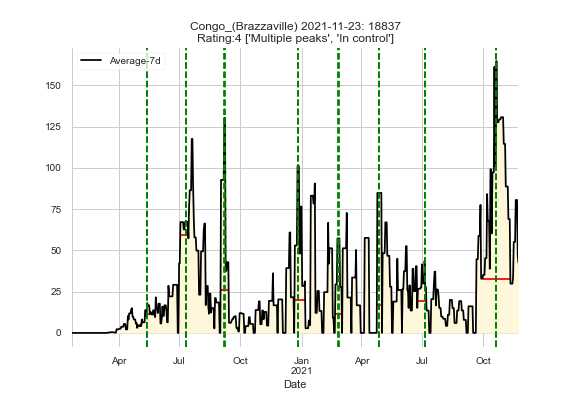 Congo_(Brazzaville) 2021-11-23: 18837
Rating:4 ['Multiple peaks', 'In control']
Average-7d
150
125
100
75
50
25
0
Apr Jul Oct Jan Apr Jul Oct
2021
Date